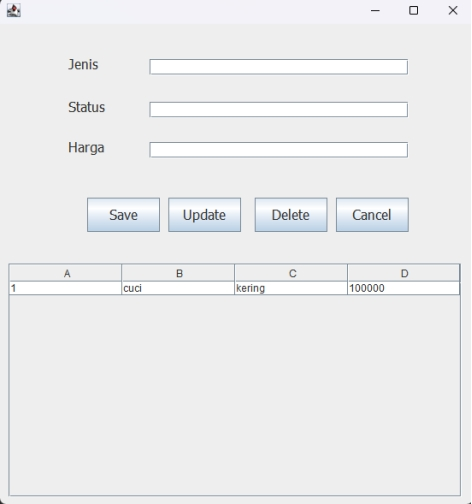 Jenis
Status
Harga
Save Update Delete Cancel
A B C D
1 cuci kering 100000